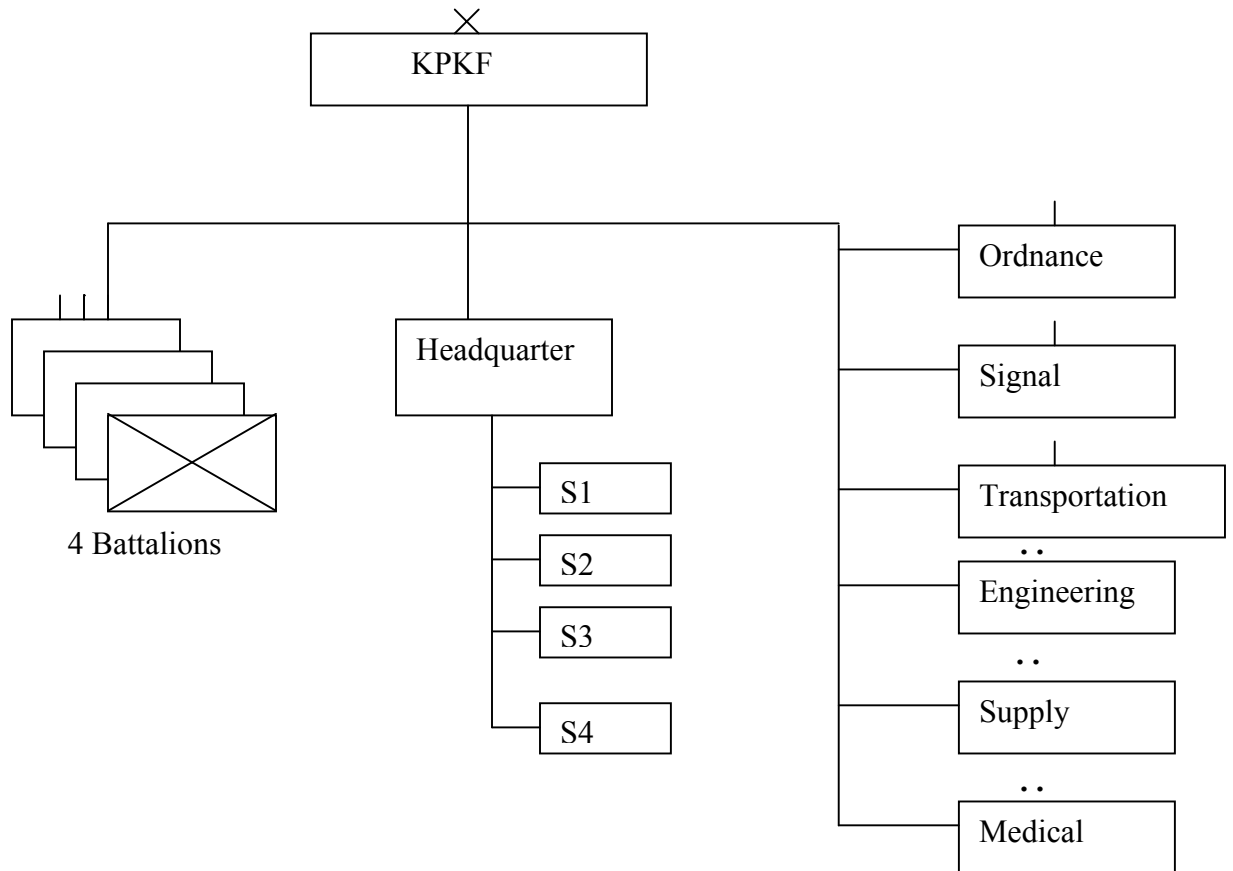 KPKF
Ordnance
Headquarter
Signal
S1
Transportation
4 Battalions
S2
Engineering
S3
Supply
S4
Medical